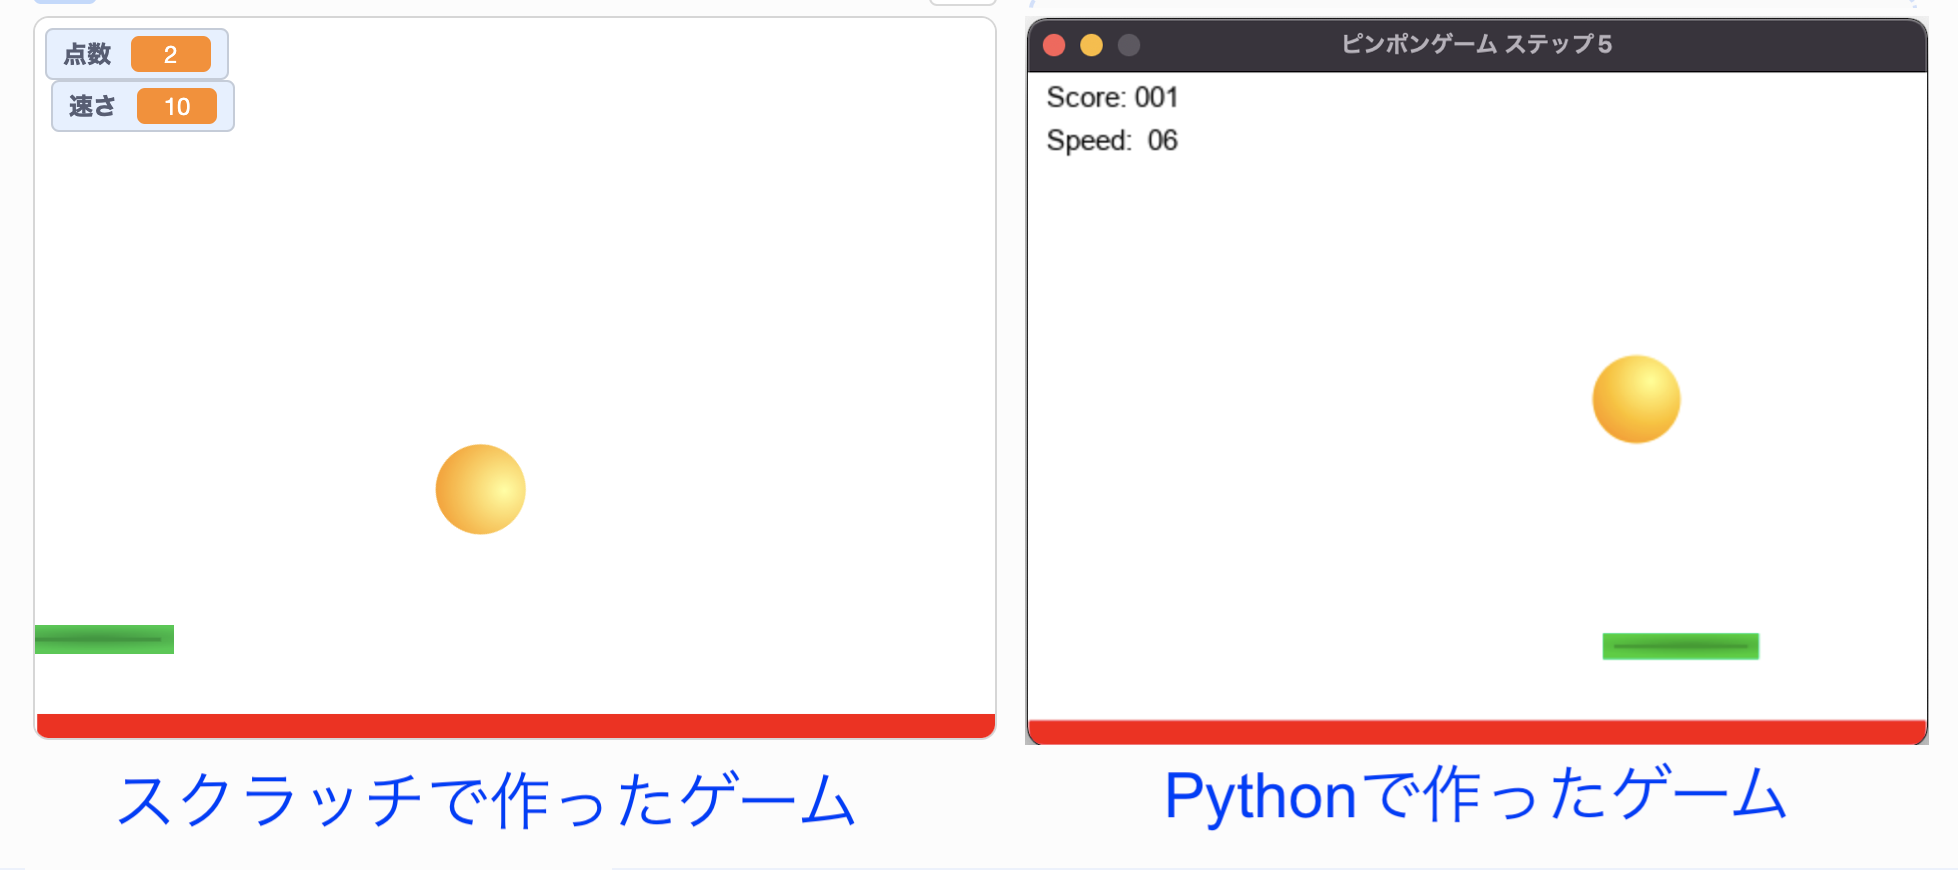 点数 2
速さ 10
ピンポンゲーム ステップ5
Score: 001
Speed: 06
スクラッチで作ったゲーム
Pythonで作ったゲーム